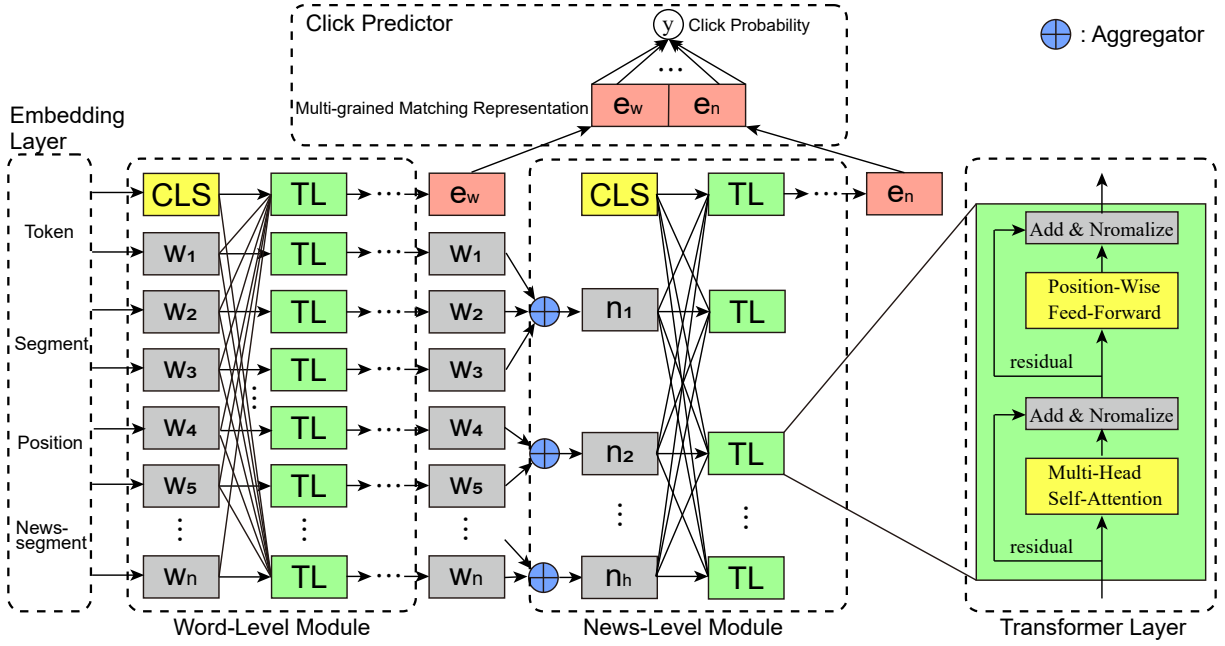 Click Predictor
y
Click Probability
: Aggregator
...
Multi-grained Matching Representation
ew
en
Embedding
Layer
Token
Segment
Position
News-
segment
CLS
TL
...
ew
W1
TL
...
W1
W2
TL
...
W2
W3
TL
...
W3
...
W4
TL
...
W4
W5
TL
...
W5
...
...
...
Wn
TL
...
Wn
Word-Level Module
CLS
TL
...
en
n1
TL
n2
TL
...
...
nh
TL
News-Level Module
Add & Nromalize
Position-Wise
Feed-Forward
residual
Add & Nromalize
Multi-Head
Self-Attention
residual
Transformer Layer